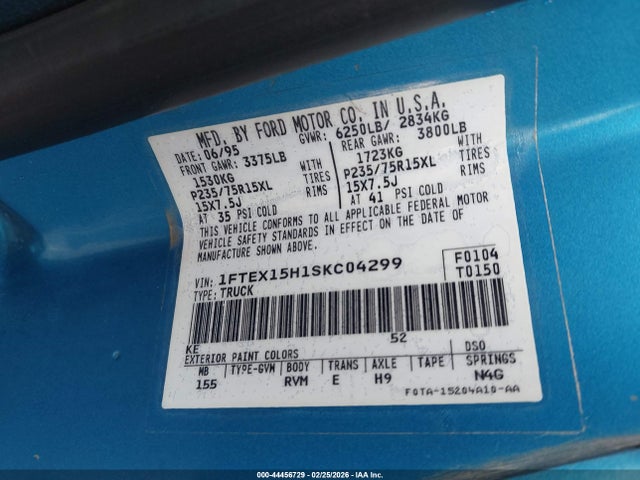 MFD. BY FORD MOTOR CO. IN U.S.A.
DATE: 06/95 GVWR: 6250LB/ 2834KG
FRONT GAWR: 3375LB REAR GAWR: 3800LB
1530KG WITH 1723KG WITH
P235/75R15XL TIRES P235/75R15XL TIRES
15X7.5J RIMS 15X7.5J RIMS
AT 35 PSI COLD AT 41 PSI COLD
THIS VEHICLE CONFORMS TO ALL APPLICABLE FEDERAL MOTOR
VEHICLE SAFETY STANDARDS IN EFFECT ON THE DATE OF
MANUFACTURE SHOWN ABOVE.
VIN: 1FTEX15H1SKC04299 F0104
TYPE: TRUCK T0150
KE 52
EXTERIOR PAINT COLORS DSO
WB TYPE-GVM BODY TRANS AXLE TAPE SPRINGS
155 RVM E H9 N4G
F0TA-15204A10-AA
000-44456729 - 02/25/2026 - IAA Inc.